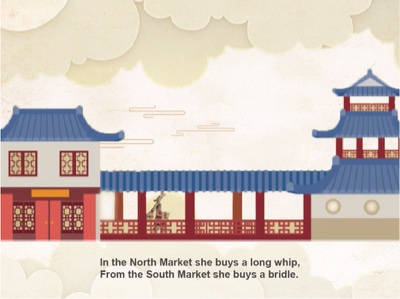 In the North Market she buys a long whip,
From the South Market she buys a bridle.